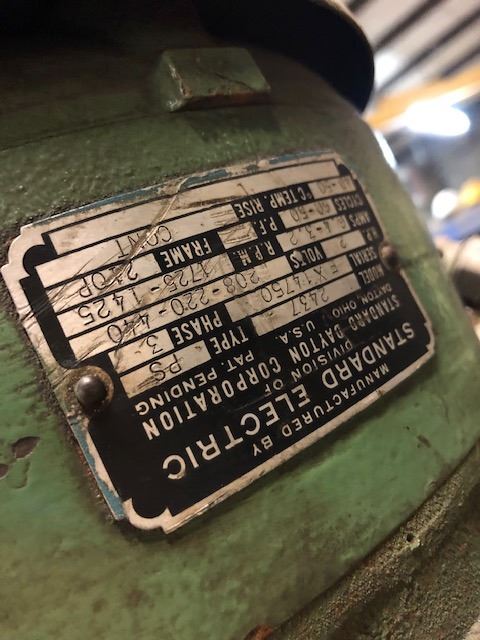 MANUFACTURED BY
STANDARD ELECTRIC
DIVISION OF
STANDARD DAYTON CORPORATION
DAYTON, OHIO, U.S.A. PAT. PENDING
MODEL 2437 TYPE PS
SERIAL EX14750 PHASE 3
H.P. 2 VOLTS 208-220-440
AMPS 6.4-3.2 R.P.M. 1725-1425
CYCLES 60-50 P.F. FRAME 210P
°C TEMP. RISE CONT